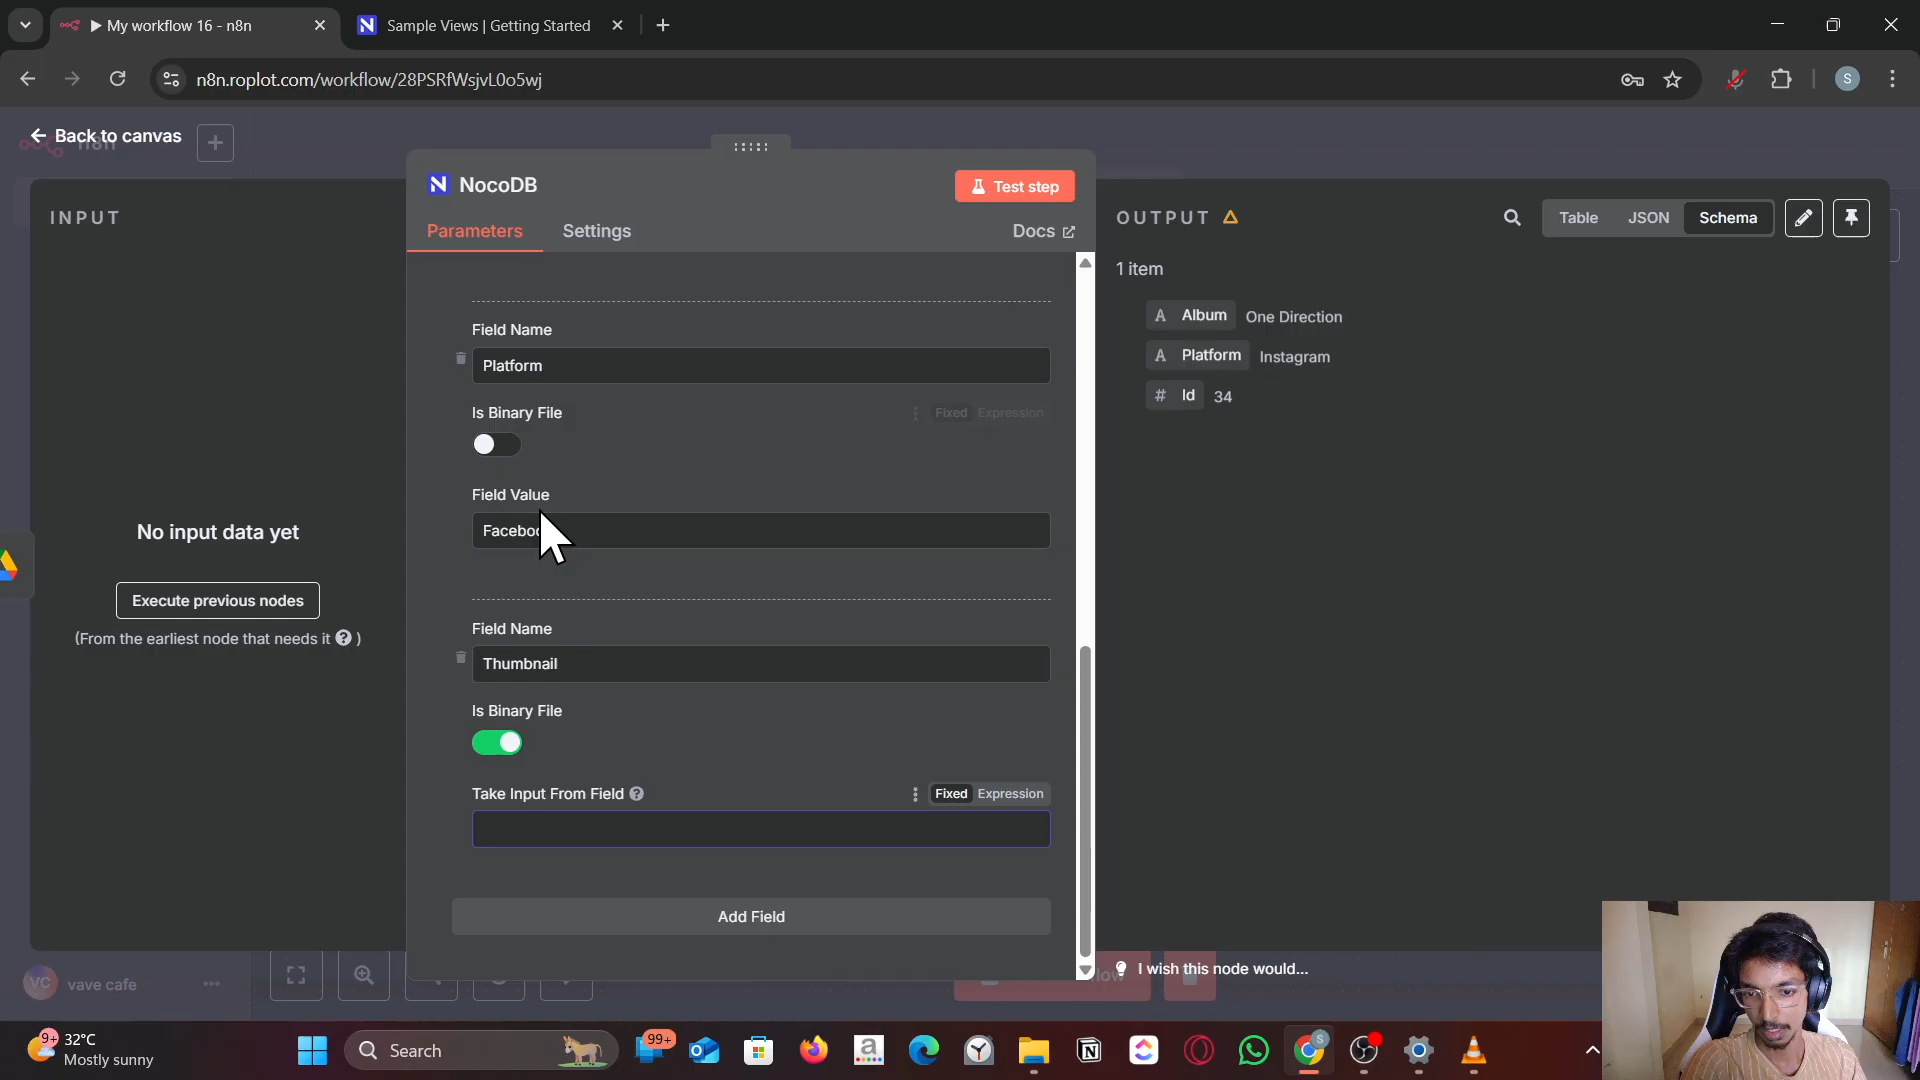 My workflow 16 - n8n
Sample Views | Getting Started
n8n.roplot.com/workflow/28PSRfWsjvL0o5wj
S
Back to canvas
n8n
NocoDB
Test step
INPUT
Parameters
Settings
Docs
OUTPUT
Table
JSON
Schema
1 item
A Album One Direction
A Platform Instagram
# Id 34
Field Name
Platform
Is Binary File
Fixed Expression
Field Value
Facebo
No input data yet
Execute previous nodes
(From the earliest node that needs it ? )
Field Name
Thumbnail
Is Binary File
Take Input From Field ?
Fixed Expression
Add Field
I wish this node would...
VC
vave cafe
9+
32°C
Mostly sunny
Search
99+